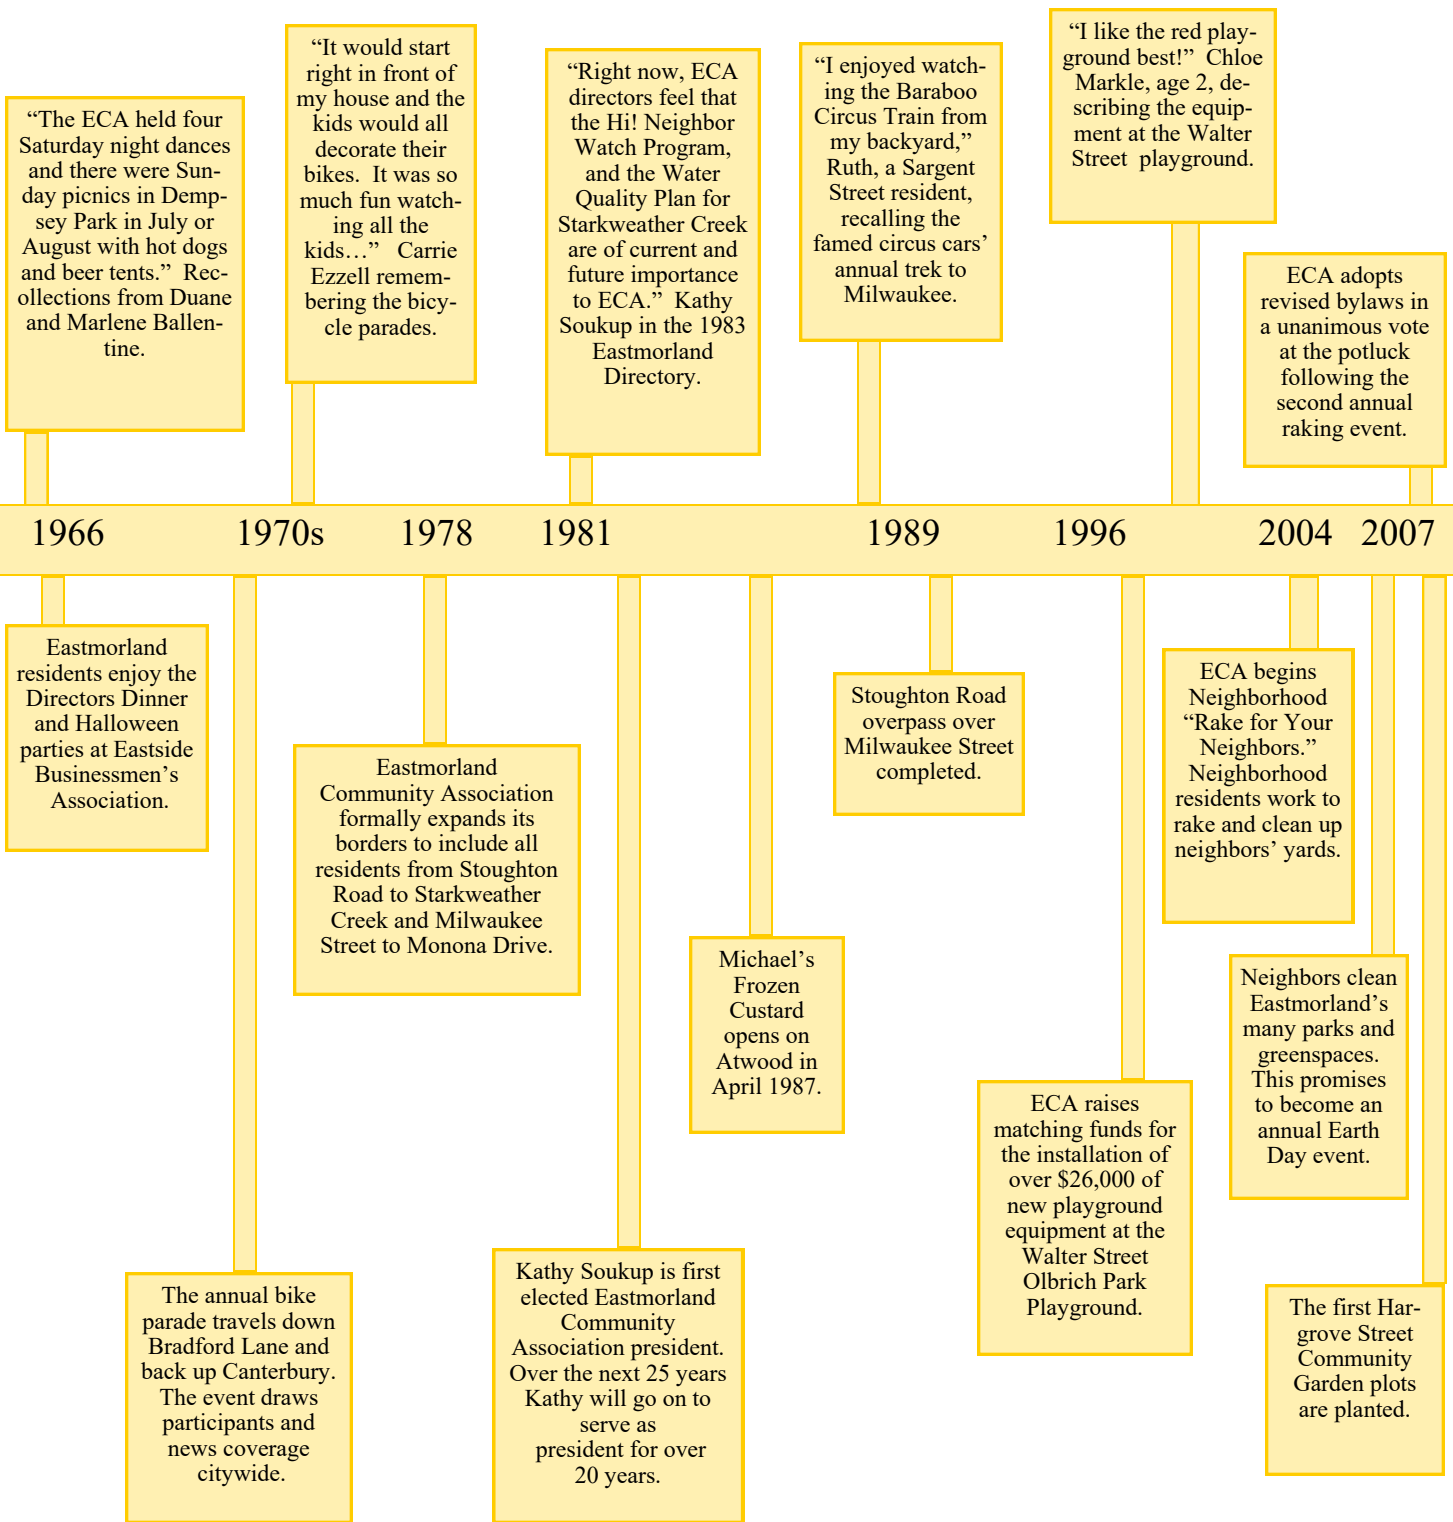 “The ECA held four
Saturday night dances
and there were Sun-
day picnics in Demp-
sey Park in July or
August with hot dogs
and beer tents.” Rec-
ollections from Duane
and Marlene Ballen-
tine.
“It would start
right in front of
my house and the
kids would all
decorate their
bikes. It was so
much fun watch-
ing all the
kids…” Carrie
Ezzell remem-
bering the bicy-
cle parades.
“Right now, ECA
directors feel that
the Hi! Neighbor
Watch Program,
and the Water
Quality Plan for
Starkweather Creek
are of current and
future importance
to ECA.” Kathy
Soukup in the 1983
Eastmorland
Directory.
“I enjoyed watch-
ing the Baraboo
Circus Train from
my backyard,”
Ruth, a Sargent
Street resident,
recalling the
famed circus cars’
annual trek to
Milwaukee.
“I like the red play-
ground best!” Chloe
Markle, age 2, de-
scribing the equip-
ment at the Walter
Street playground.
ECA adopts
revised bylaws in
a unanimous vote
at the potluck
following the
second annual
raking event.
1966 1970s 1978 1981 1989 1996 2004 2007
Eastmorland
residents enjoy the
Directors Dinner
and Halloween
parties at Eastside
Businessmen’s
Association.
The annual bike
parade travels down
Bradford Lane and
back up Canterbury.
The event draws
participants and
news coverage
citywide.
Eastmorland
Community Association
formally expands its
borders to include all
residents from Stoughton
Road to Starkweather
Creek and Milwaukee
Street to Monona Drive.
Kathy Soukup is first
elected Eastmorland
Community
Association president.
Over the next 25 years
Kathy will go on to
serve as
president for over
20 years.
Michael’s
Frozen
Custard
opens on
Atwood in
April 1987.
Stoughton Road
overpass over
Milwaukee Street
completed.
ECA raises
matching funds for
the installation of
over $26,000 of
new playground
equipment at the
Walter Street
Olbrich Park
Playground.
ECA begins
Neighborhood
“Rake for Your
Neighbors.”
Neighborhood
residents work to
rake and clean up
neighbors’ yards.
Neighbors clean
Eastmorland’s
many parks and
greenspaces.
This promises
to become an
annual Earth
Day event.
The first Har-
grove Street
Community
Garden plots
are planted.